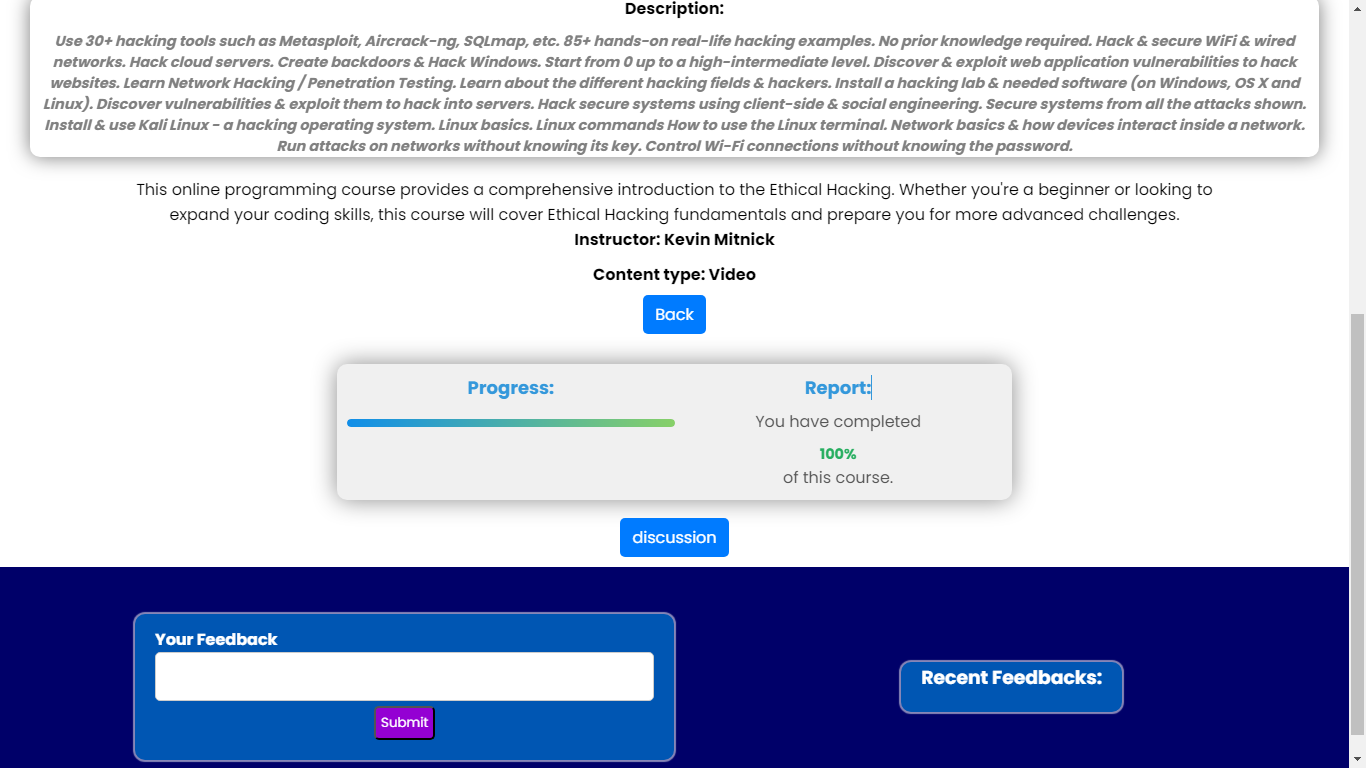 Description:
Use 30+ hacking tools such as Metasploit, Aircrack-ng, SQLmap, etc. 85+ hands-on real-life hacking examples. No prior knowledge required. Hack & secure WiFi & wired
networks. Hack cloud servers. Create backdoors & Hack Windows. Start from 0 up to a high-intermediate level. Discover & exploit web application vulnerabilities to hack
websites. Learn Network Hacking / Penetration Testing. Learn about the different hacking fields & hackers. Install a hacking lab & needed software (on Windows, OS X and
Linux). Discover vulnerabilities & exploit them to hack into servers. Hack secure systems using client-side & social engineering. Secure systems from all the attacks shown.
Install & use Kali Linux - a hacking operating system. Linux basics. Linux commands How to use the Linux terminal. Network basics & how devices interact inside a network.
Run attacks on networks without knowing its key. Control Wi-Fi connections without knowing the password.
This online programming course provides a comprehensive introduction to the Ethical Hacking. Whether you're a beginner or looking to
expand your coding skills, this course will cover Ethical Hacking fundamentals and prepare you for more advanced challenges.
Instructor: Kevin Mitnick
Content type: Video
Back
Progress:
Report:
You have completed
100%
of this course.
discussion
Your Feedback
Submit
Recent Feedbacks: